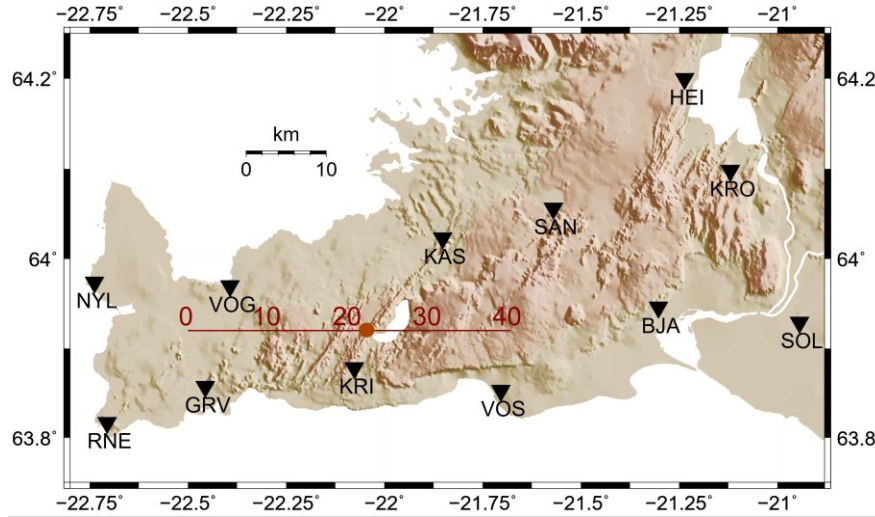 −22.75° −22.5° −22.25° −22° −21.75° −21.5° −21.25° −21°
64.2° 64.2°
HEI
km
0 10
KRO
SAN
KAS
64° 64°
NYL
VOG
0 10 20 30 40
BJA
SOL
KRI
GRV
VOS
RNE
63.8° 63.8°
−22.75° −22.5° −22.25° −22° −21.75° −21.5° −21.25° −21°